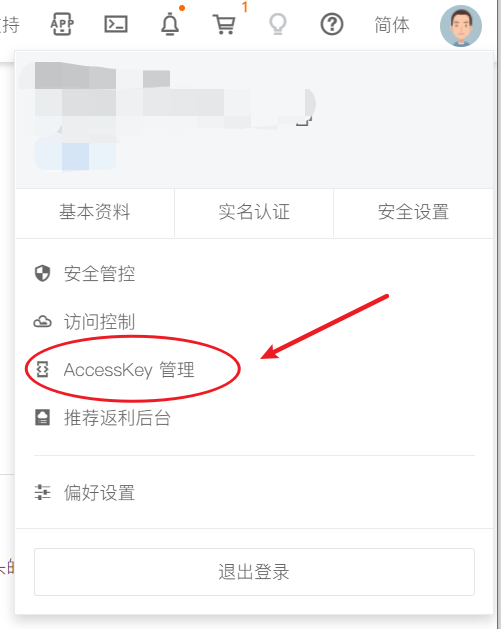 持 APP 1 简体
基本资料 实名认证 安全设置
安全管控
访问控制
AccessKey 管理
推荐返利后台
偏好设置
退出登录